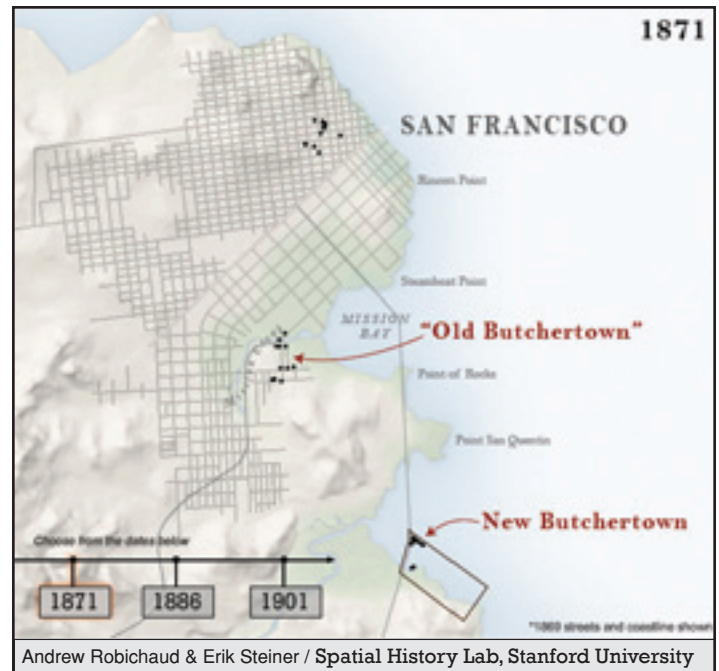 1871
SAN FRANCISCO
Rincon Point
Steamboat Point
MISSION
BAY
"Old Butchertown"
Point of Rocks
Point San Quentin
New Butchertown
Choose from the dates below
1871
1886
1901
*1869 streets and coastline shown
Andrew Robichaud & Erik Steiner / Spatial History Lab, Stanford University